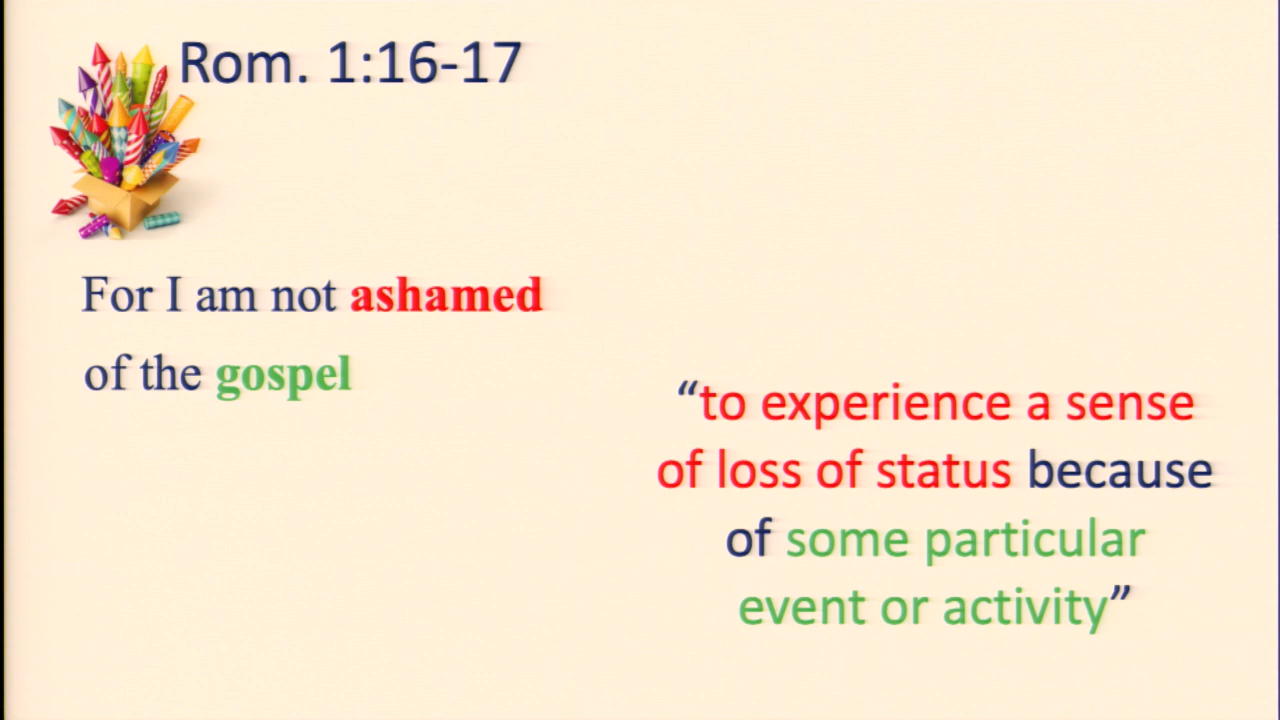 Rom. 1:16-17
For I am not ashamed
of the gospel
“to experience a sense
of loss of status because
of some particular
event or activity”